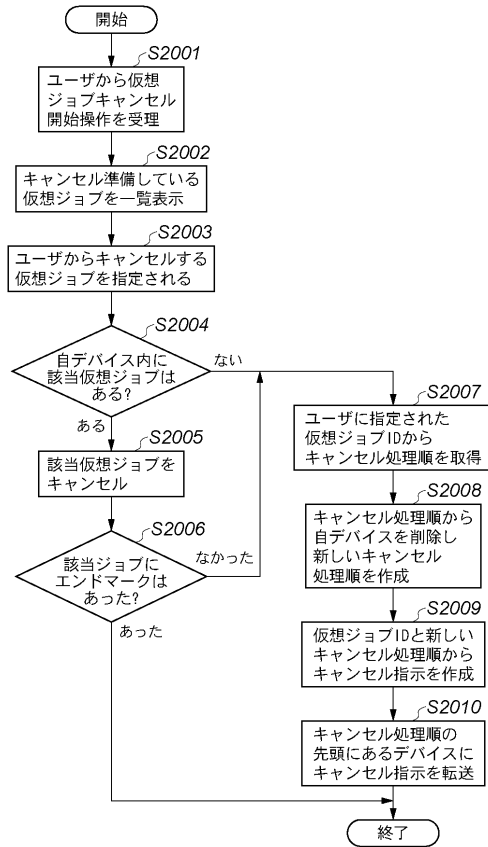 開始
S2001
ユーザから仮想
ジョブキャンセル
開始操作を受理
S2002
キャンセル準備している
仮想ジョブを一覧表示
S2003
ユーザからキャンセルする
仮想ジョブを指定される
S2004
自デバイス内に
該当仮想ジョブは
ある?
ない
ある
S2005
該当仮想ジョブを
キャンセル
S2006
該当ジョブに
エンドマークは
あった?
なかった
あった
S2007
ユーザに指定された
仮想ジョブIDから
キャンセル処理順を取得
S2008
キャンセル処理順から
自デバイスを削除し
新しいキャンセル
処理順を作成
S2009
仮想ジョブIDと新しい
キャンセル処理順から
キャンセル指示を作成
S2010
キャンセル処理順の
先頭にあるデバイスに
キャンセル指示を転送
終了